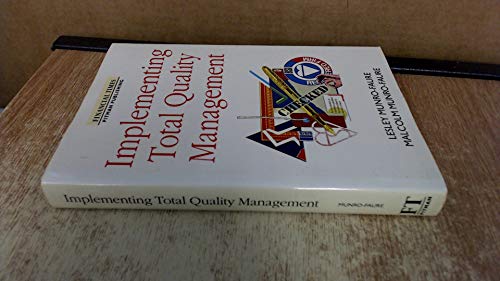 FINANCIAL TIMES
PITMAN PUBLISHING
Implementing
Total Quality
Management
CHECKED
LESLEY MUNRO-FAURE
MALCOLM MUNRO-FAURE
Implementing Total Quality Management
MUNRO-FAURE
FT
PITMAN